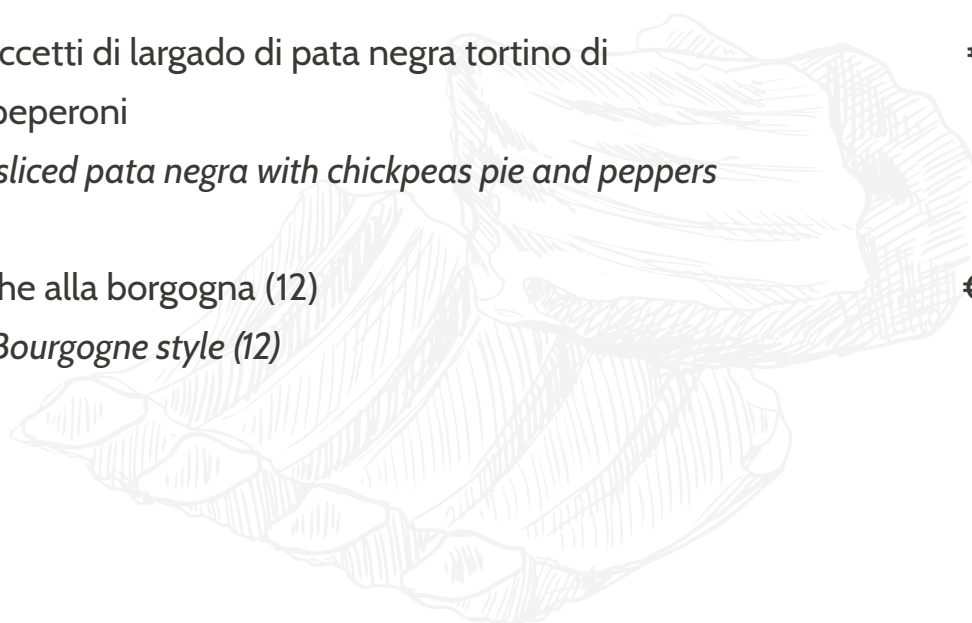 ccetti di largado di pata negra tortino di €
peperoni
sliced pata negra with chickpeas pie and peppers
he alla borgogna (12) €
Bourgogne style (12)